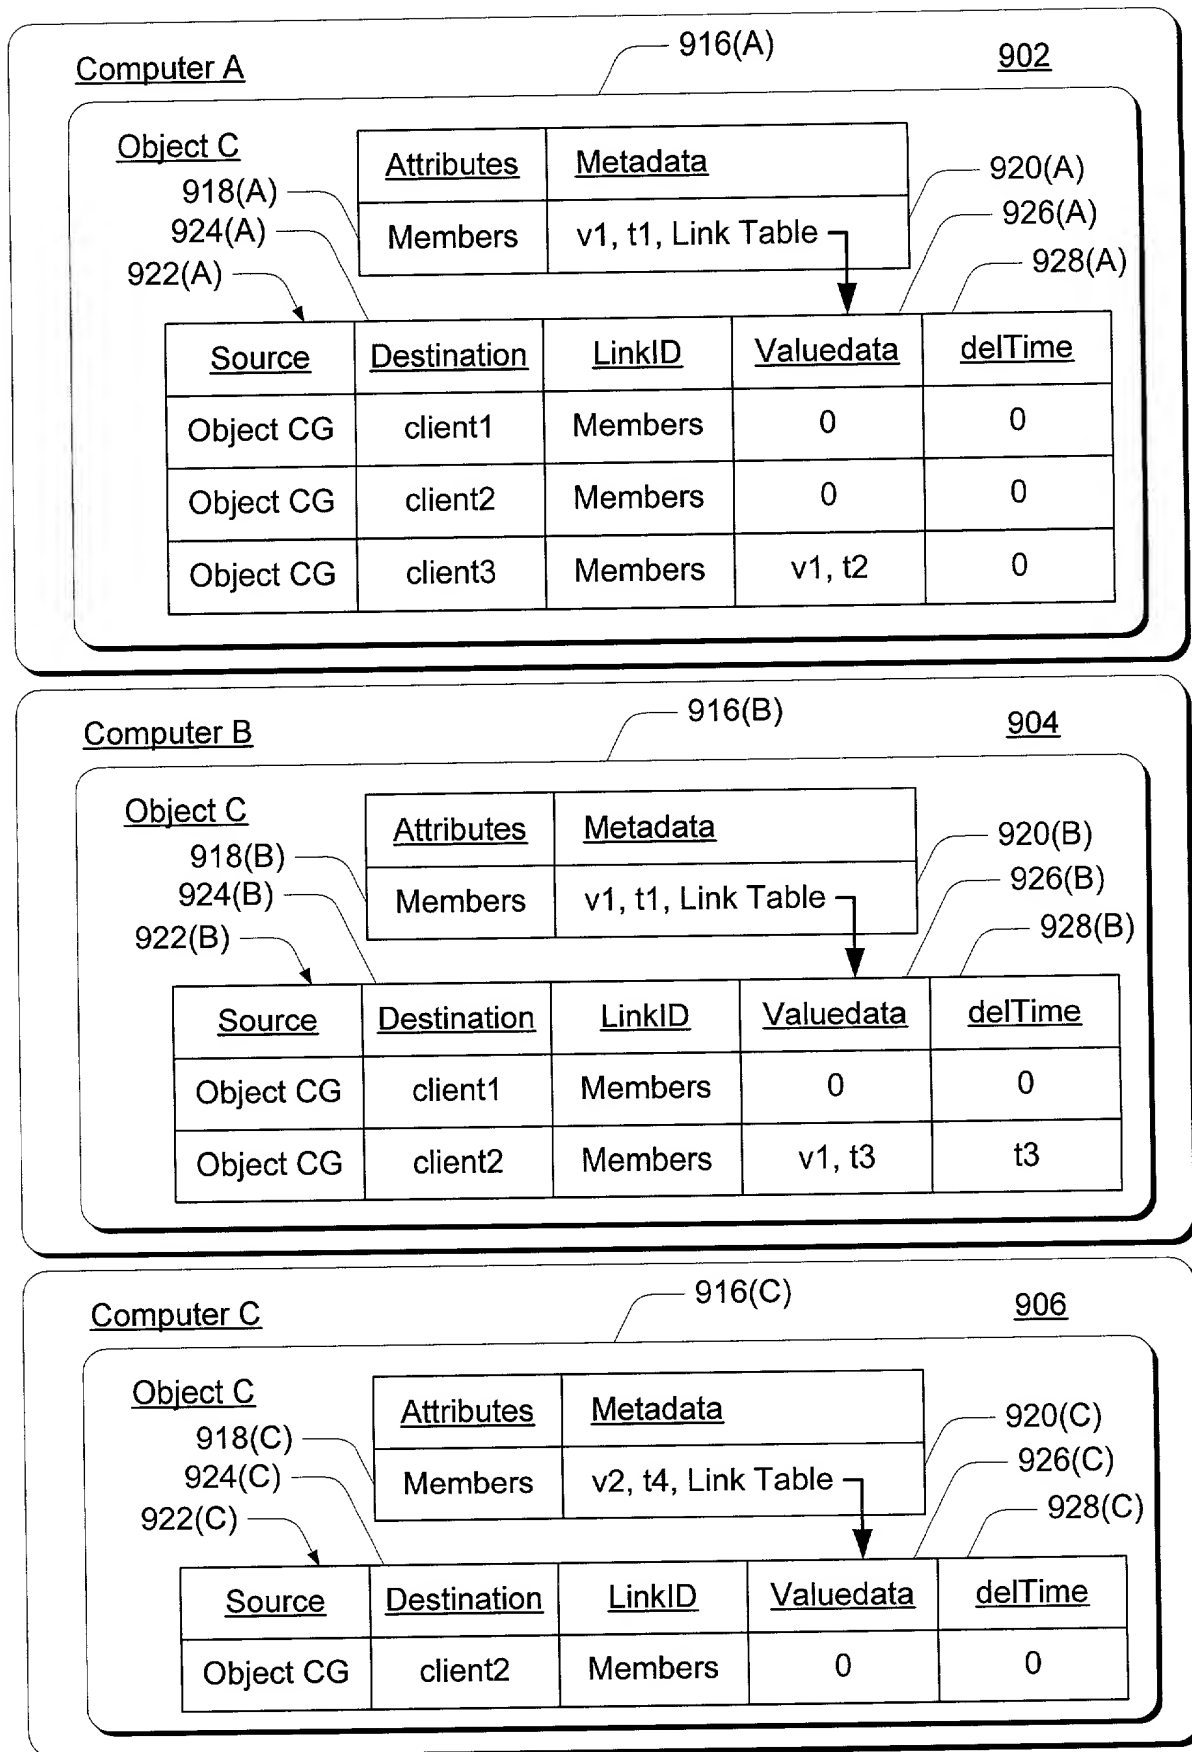 916(A)
902
Computer A
Object C
Attributes Metadata
918(A)
920(A)
924(A)
Members v1, t1, Link Table
926(A)
922(A)
928(A)
Source Destination LinkID Valuedata delTime
Object CG client1 Members 0 0
Object CG client2 Members 0 0
Object CG client3 Members v1, t2 0
916(B)
904
Computer B
Object C
Attributes Metadata
918(B)
920(B)
924(B)
Members v1, t1, Link Table
926(B)
922(B)
928(B)
Source Destination LinkID Valuedata delTime
Object CG client1 Members 0 0
Object CG client2 Members v1, t3 t3
916(C)
906
Computer C
Object C
Attributes Metadata
918(C)
920(C)
924(C)
Members v2, t4, Link Table
926(C)
922(C)
928(C)
Source Destination LinkID Valuedata delTime
Object CG client2 Members 0 0